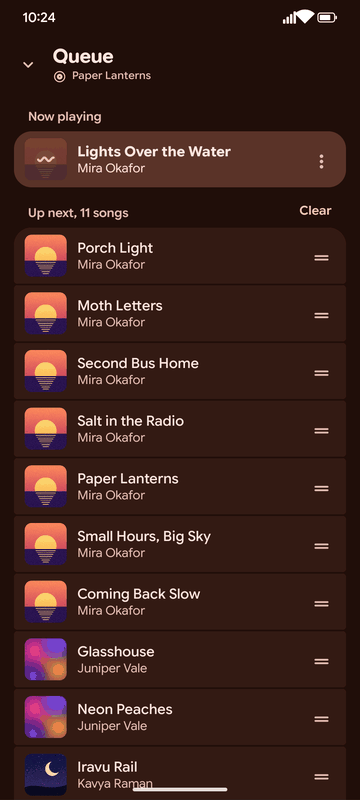 10:24
Queue
Paper Lanterns
Now playing
Lights Over the Water
Mira Okafor
Up next, 11 songs
Clear
Porch Light
Mira Okafor
Moth Letters
Mira Okafor
Second Bus Home
Mira Okafor
Salt in the Radio
Mira Okafor
Paper Lanterns
Mira Okafor
Small Hours, Big Sky
Mira Okafor
Coming Back Slow
Mira Okafor
Glasshouse
Juniper Vale
Neon Peaches
Juniper Vale
Iravu Rail
Kavya Raman